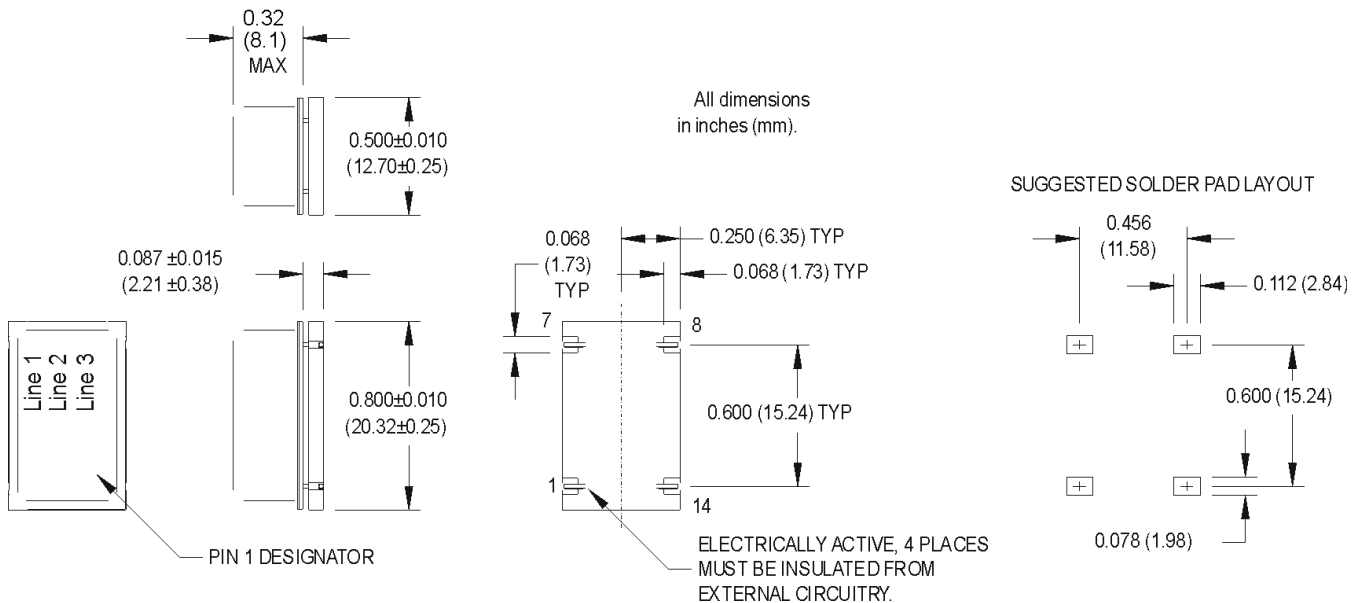 0.32
(8.1)
MAX
0.500±0.010
(12.70±0.25)
All dimensions
in inches (mm).
SUGGESTED SOLDER PAD LAYOUT
0.087 ±0.015
(2.21 ±0.38)
0.068
(1.73)
TYP
0.250 (6.35) TYP
0.068 (1.73) TYP
0.456
(11.58)
0.112 (2.84)
7
8
Line 1
Line 2
Line 3
0.800±0.010
(20.32±0.25)
0.600 (15.24) TYP
0.600 (15.24)
1
14
PIN 1 DESIGNATOR
ELECTRICALLY ACTIVE, 4 PLACES
MUST BE INSULATED FROM
EXTERNAL CIRCUITRY.
0.078 (1.98)